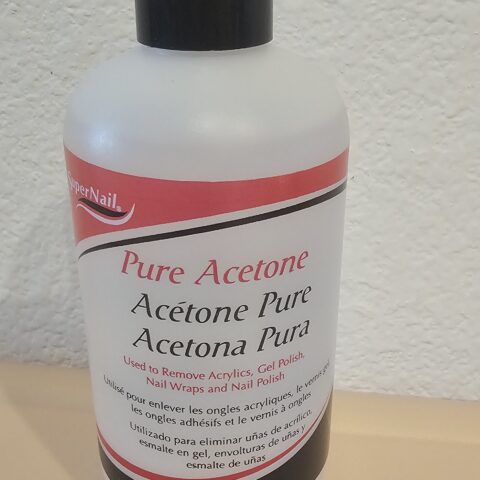 SuperNail®
Pure Acetone
Acétone Pure
Acetona Pura
Used to Remove Acrylics, Gel Polish,
Nail Wraps and Nail Polish
Utilisé pour enlever les ongles acryliques, le vernis gel,
les ongles adhésifs et le vernis à ongles
Utilizado para eliminar uñas de acrílico,
esmalte en gel, envolturas de uñas y
esmalte de uñas